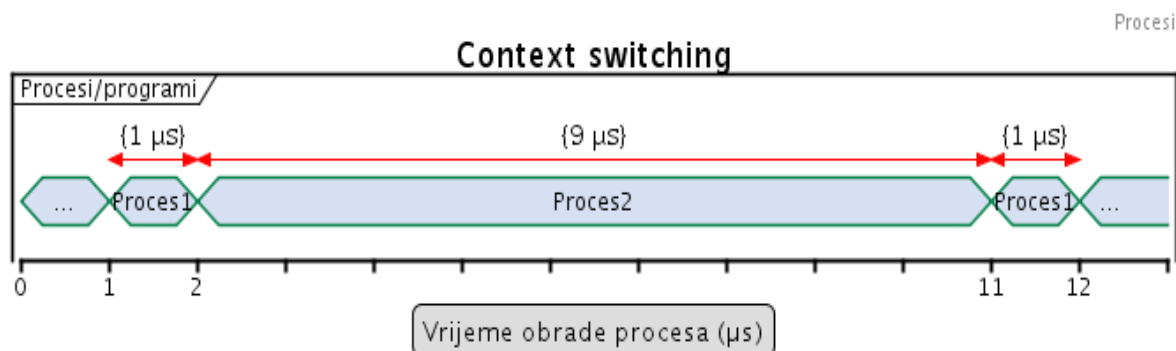 Procesi
Context switching
Procesi/programi
{1 µs} {9 µs} {1 µs}
... Proces1 Proces2 Proces1 ...
0 1 2 11 12
Vrijeme obrade procesa (µs)